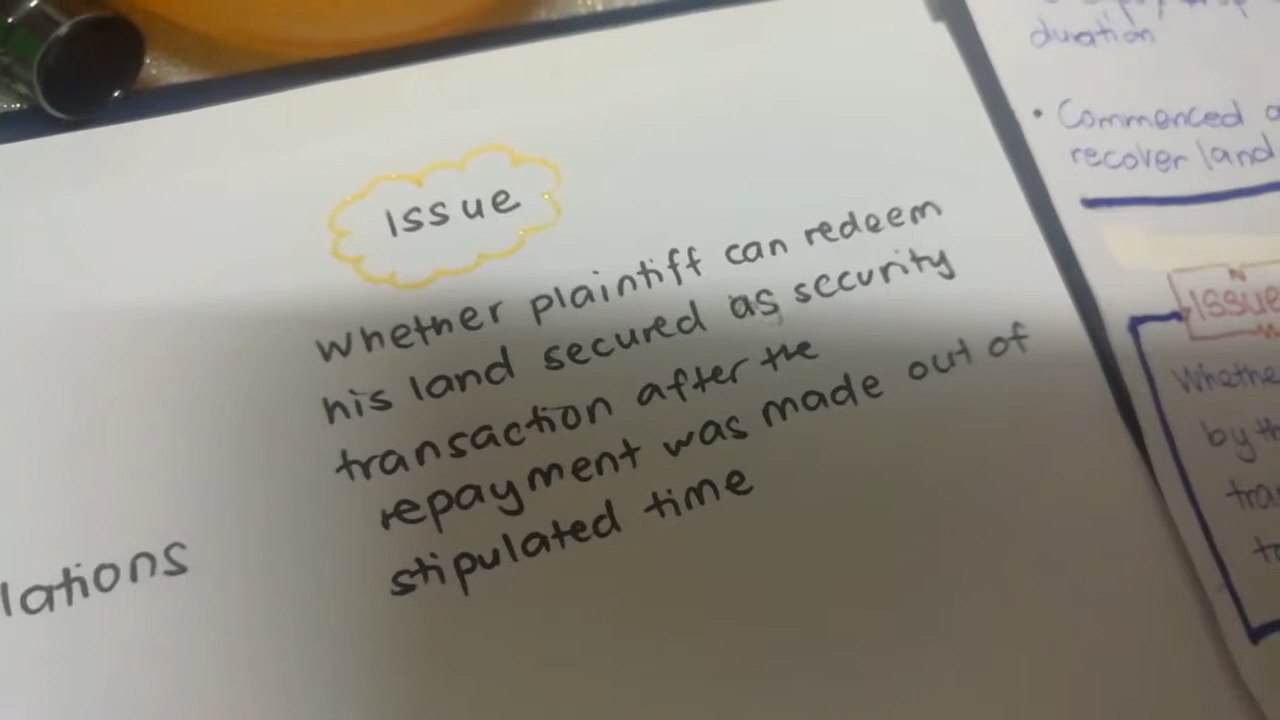 Issue
Whether plaintiff can redeem
his land secured as security
transaction after the
repayment was made out of
stipulated time
lations
duration
• Commenced
recover land
Issue
Whethe
by th